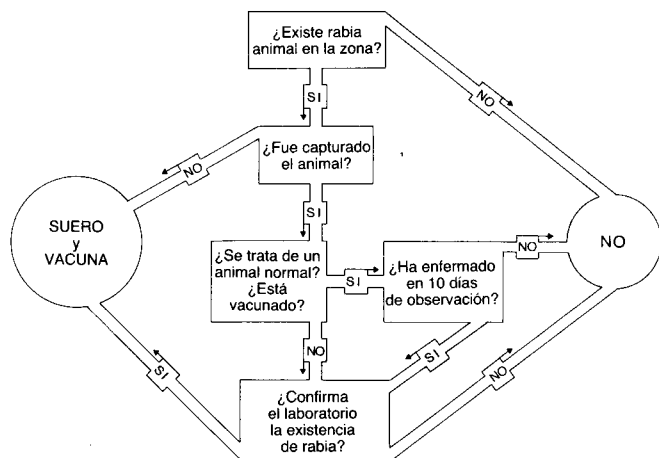 ¿Existe rabia
animal en la zona?
SI
NO
¿Fue capturado
el animal?
NO
SI
SUERO
y
VACUNA
NO
¿Se trata de un
animal normal?
¿Está
vacunado?
SI
¿Ha enfermado
en 10 días
de observación?
NO
NO
SI
SI
NO
¿Confirma
el laboratorio
la existencia
de rabia?